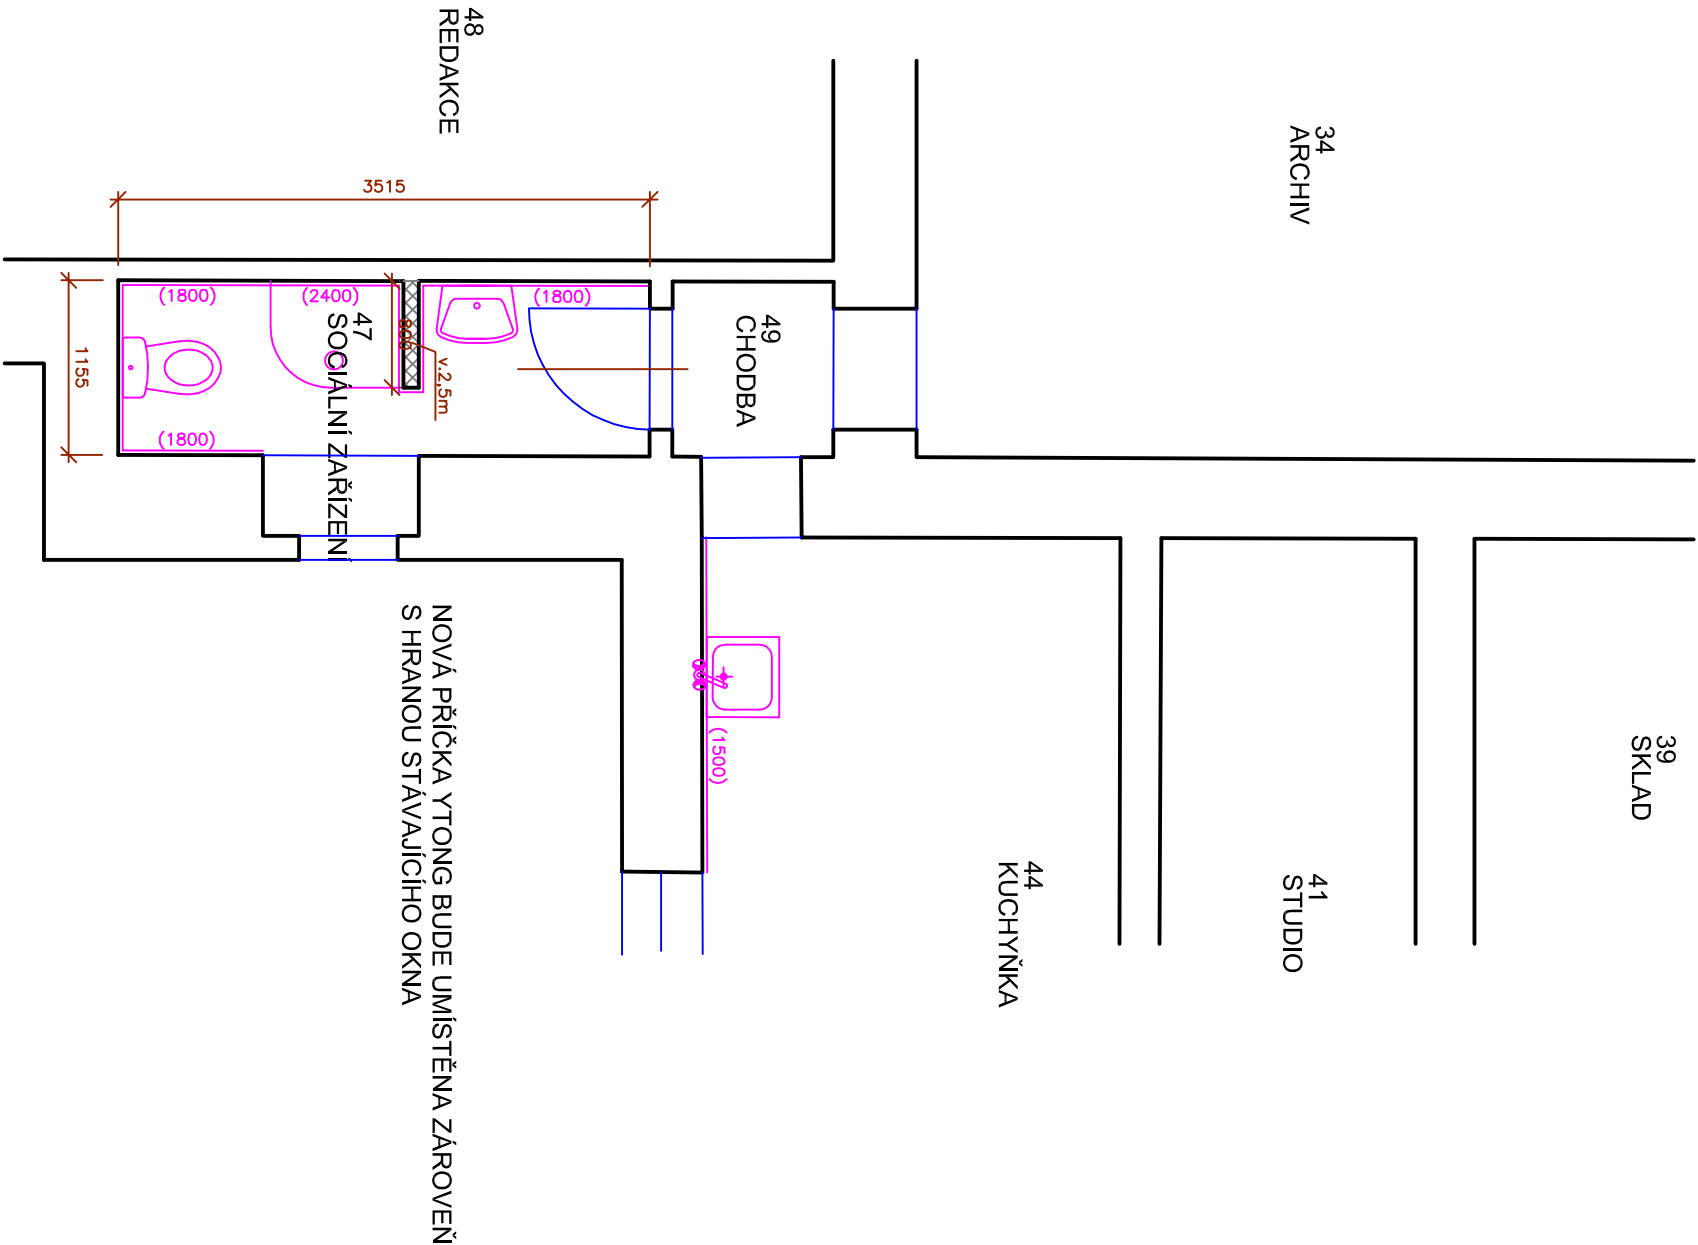 48
REDAKCE
34
ARCHIV
3515
(1800)
(2400)
(1800)
47
SOCIÁLNÍ ZAŘÍZENÍ
49
CHODBA
v.2,5m
1155
(1800)
(1500)
39
SKLAD
44
KUCHYŇKA
41
STUDIO
NOVÁ PŘÍČKA YTONG BUDE UMÍSTĚNA ZÁROVEŇ
S HRANOU STÁVAJÍCÍHO OKNA